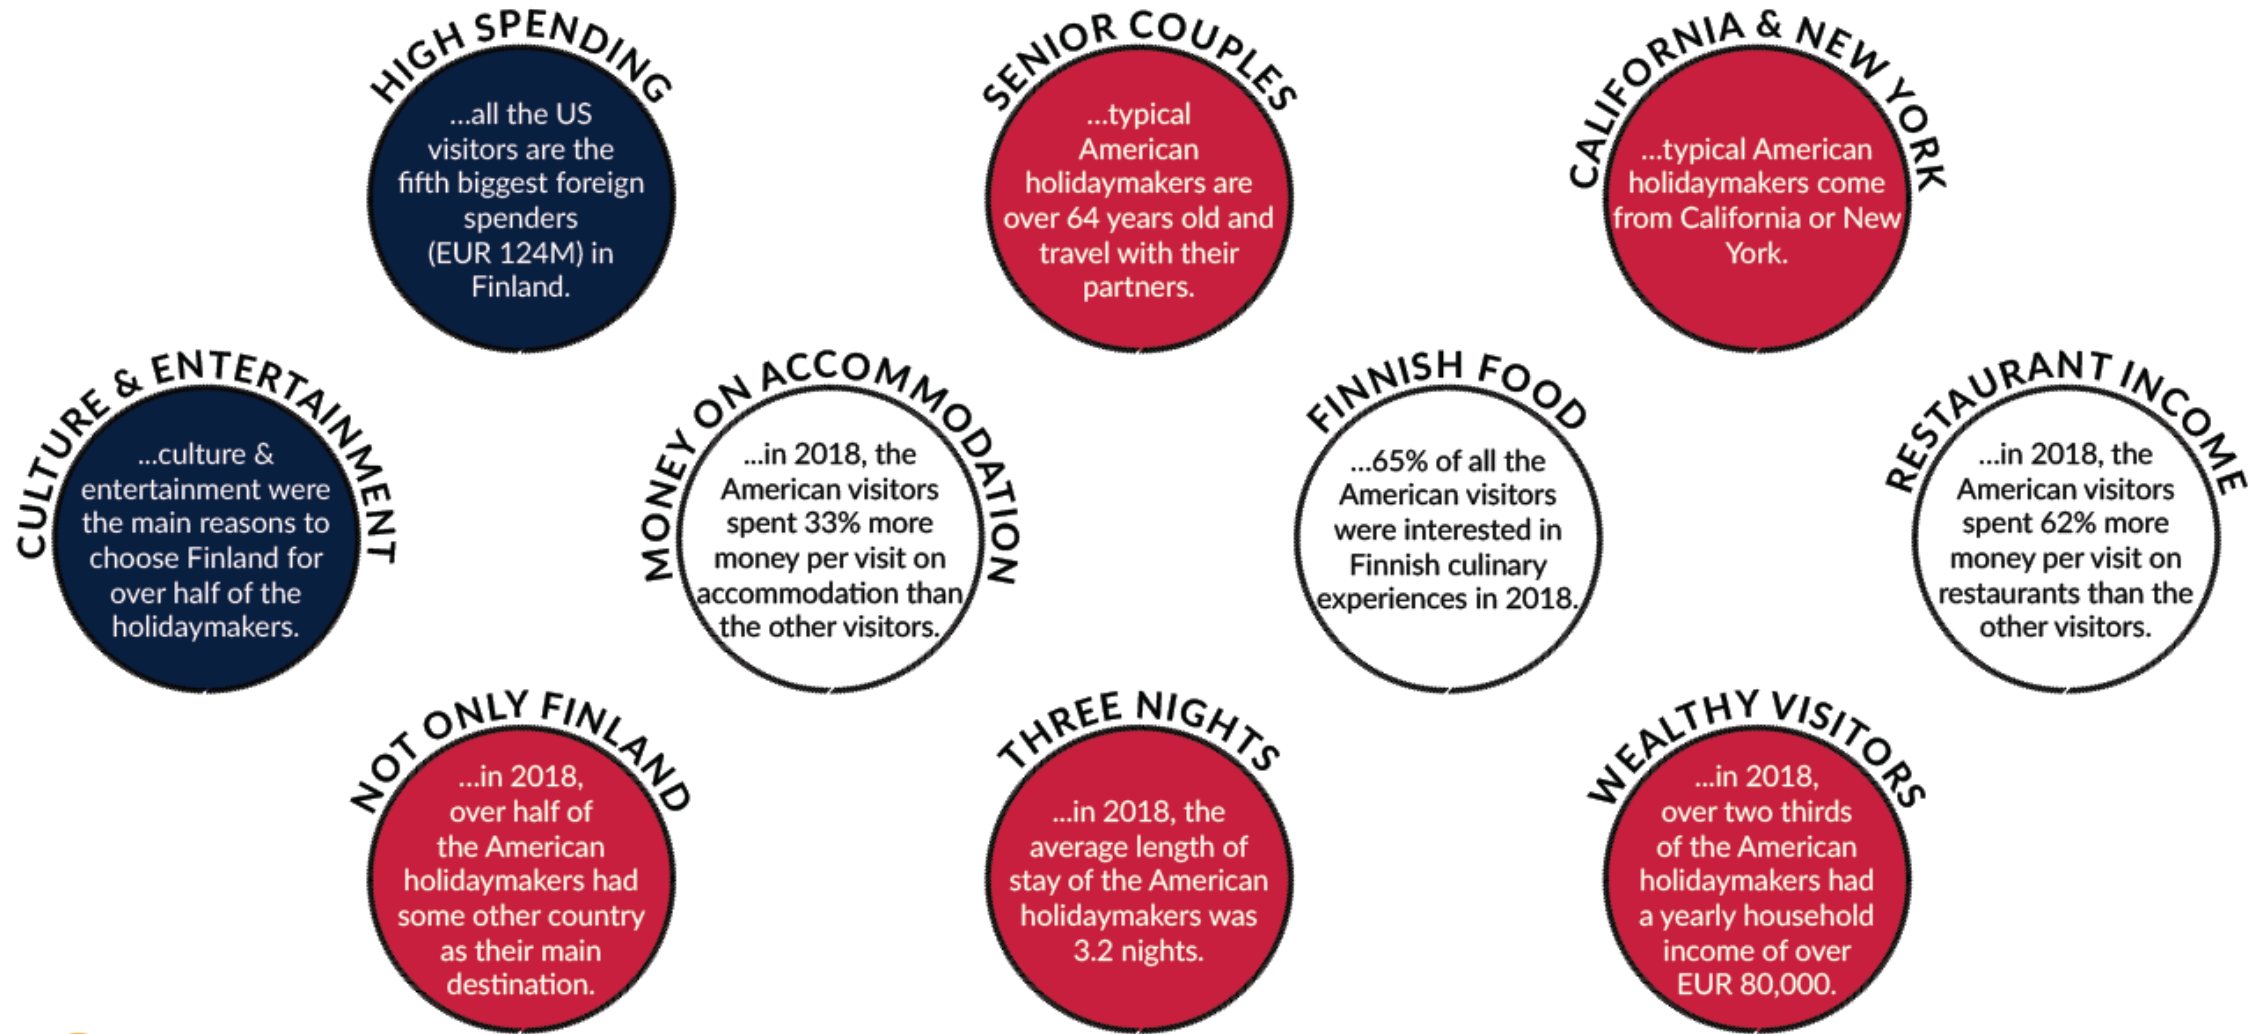 HIGH SPENDING
...all the US
visitors are the
fifth biggest foreign
spenders
(EUR 124M) in
Finland.
SENIOR COUPLES
...typical
American
holidaymakers are
over 64 years old and
travel with their
partners.
CALIFORNIA & NEW YORK
...typical American
holidaymakers come
from California or New
York.
CULTURE & ENTERTAINMENT
...culture &
entertainment were
the main reasons to
choose Finland for
over half of the
holidaymakers.
MONEY ON ACCOMMODATION
...in 2018, the
American visitors
spent 33% more
money per visit on
accommodation than
the other visitors.
FINNISH FOOD
...65% of all the
American visitors
were interested in
Finnish culinary
experiences in 2018.
RESTAURANT INCOME
...in 2018, the
American visitors
spent 62% more
money per visit on
restaurants than the
other visitors.
NOT ONLY FINLAND
...in 2018,
over half of
the American
holidaymakers had
some other country
as their main
destination.
THREE NIGHTS
...in 2018, the
average length of
stay of the American
holidaymakers was
3.2 nights.
WEALTHY VISITORS
...in 2018,
over two thirds
of the American
holidaymakers had
a yearly household
income of over
EUR 80,000.